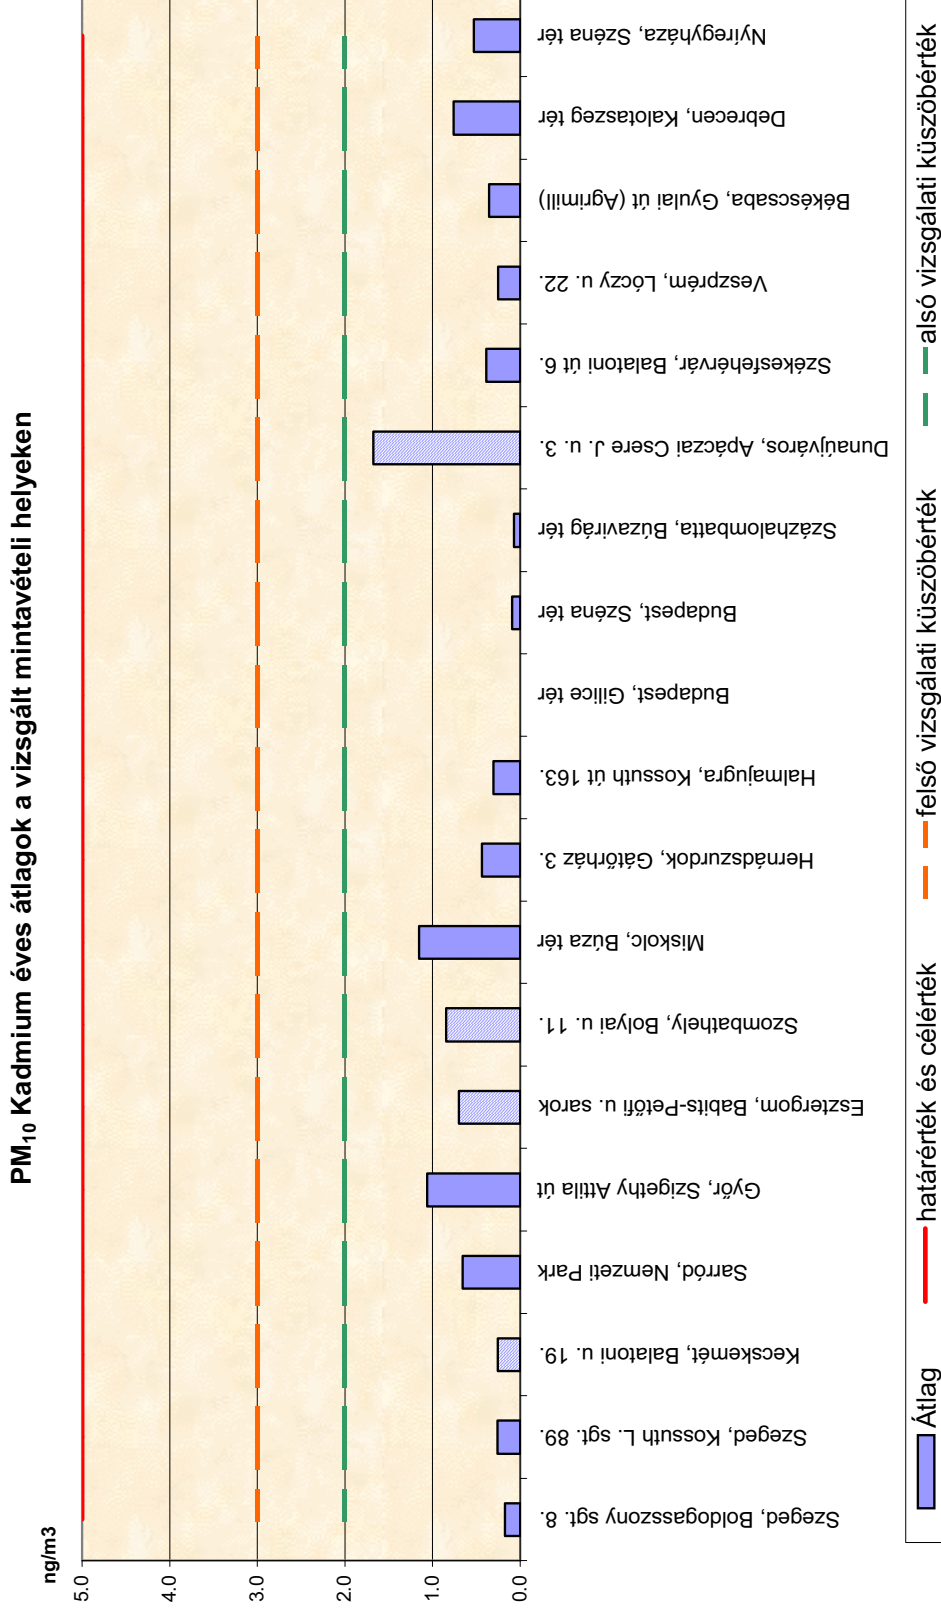 PM₁₀ Kadmium éves átlagok a vizsgált mintavételi helyeken
ng/m3
5.0
4.0
3.0
2.0
1.0
0.0
Szeged, Boldogasszony sgt. 8.
Szeged, Kossuth L. sgt. 89.
Kecskemét, Balatoni u. 19.
Sarród, Nemzeti Park
Győr, Szigethy Attila út
Esztergom, Babits-Petőfi u. sarok
Szombathely, Bolyai u. 11.
Miskolc, Búza tér
Hernádszurdok, Gátőrház 3.
Halmajugra, Kossuth út 163.
Budapest, Gilice tér
Budapest, Széna tér
Százhalombatta, Búzavirág tér
Dunaújváros, Apáczai Csere J. u. 3.
Székesfehérvár, Balatoni út 6.
Veszprém, Lóczy u. 22.
Békéscsaba, Gyulai út (Agrimill)
Debrecen, Kalotaszeg tér
Nyíregyháza, Széna tér
Átlag
határérték és célérték
felső vizsgálati küszöbérték
alsó vizsgálati küszöbérték